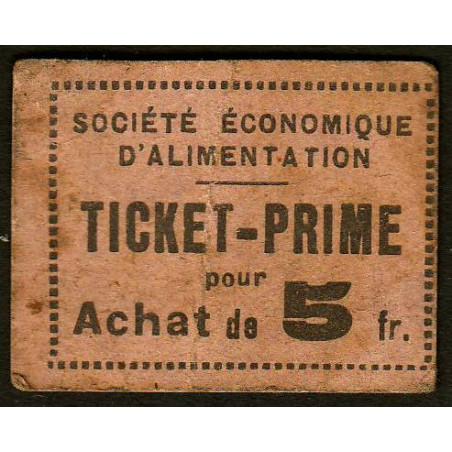 SOCIÉTÉ ÉCONOMIQUE
D'ALIMENTATION
TICKET-PRIME
pour
Achat de 5 fr.